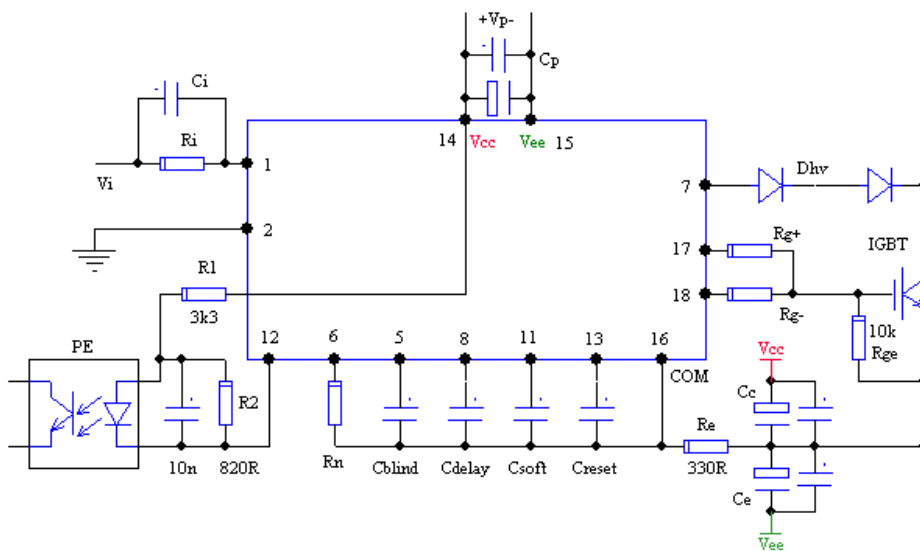 +Vp-
Cp
Ci
Ri
Vi
1
14
Vcc
Vee
15
7
Dhv
2
17
Rg+
IGBT
R1
3k3
18
Rg-
10k
Rge
PE
12
6
5
8
11
13
16
COM
Vcc
Cc
R2
10n
820R
Rn
Cblind
Cdelay
Csoft
Creset
Re
330R
Ce
Vee